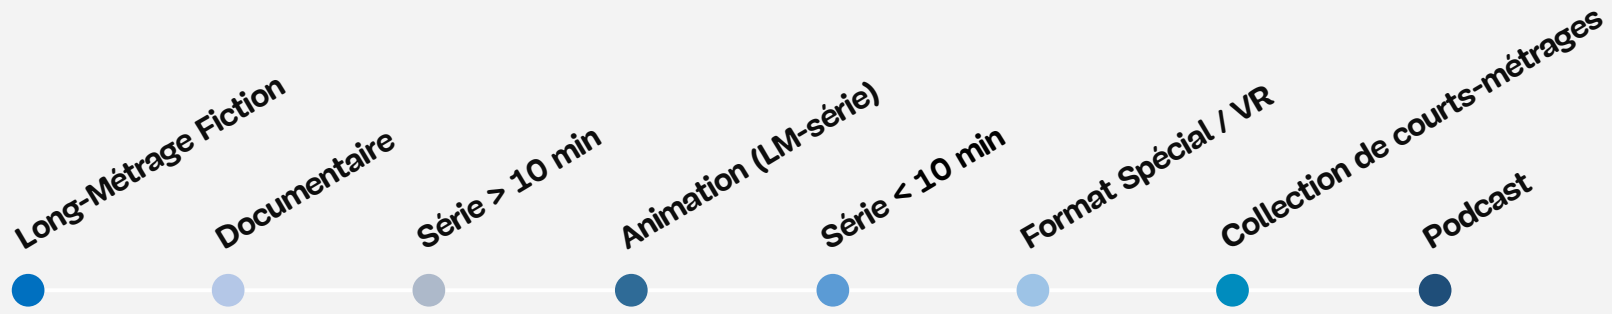 Long-Métrage Fiction
Documentaire
Série > 10 min
Animation (LM-série)
Série < 10 min
Format Spécial / VR
Collection de courts-métrages
Podcast